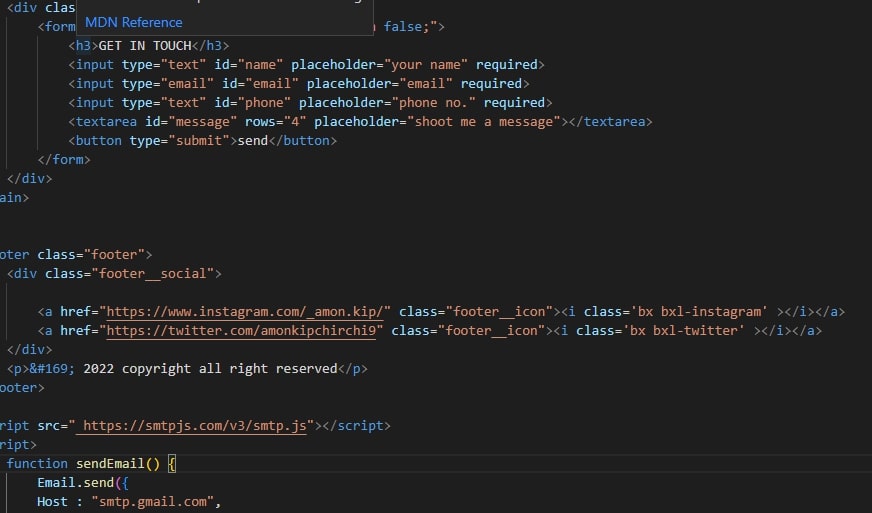 <div clas
MDN Reference
<form false;">
<h3>GET IN TOUCH</h3>
<input type="text" id="name" placeholder="your name" required>
<input type="email" id="email" placeholder="email" required>
<input type="text" id="phone" placeholder="phone no." required>
<textarea id="message" rows="4" placeholder="shoot me a message"></textarea>
<button type="submit">send</button>
</form>
</div>
ain>
oter class="footer">
<div class="footer__social">
<a href="https://www.instagram.com/_amon.kip/" class="footer__icon"><i class='bx bxl-instagram' ></i></a>
<a href="https://twitter.com/amonkipchirchi9" class="footer__icon"><i class='bx bxl-twitter' ></i></a>
</div>
<p>&#169; 2022 copyright all right reserved</p>
ooter>
ript src=" https://smtpjs.com/v3/smtp.js"></script>
ript>
function sendEmail() {
Email.send({
Host : "smtp.gmail.com",